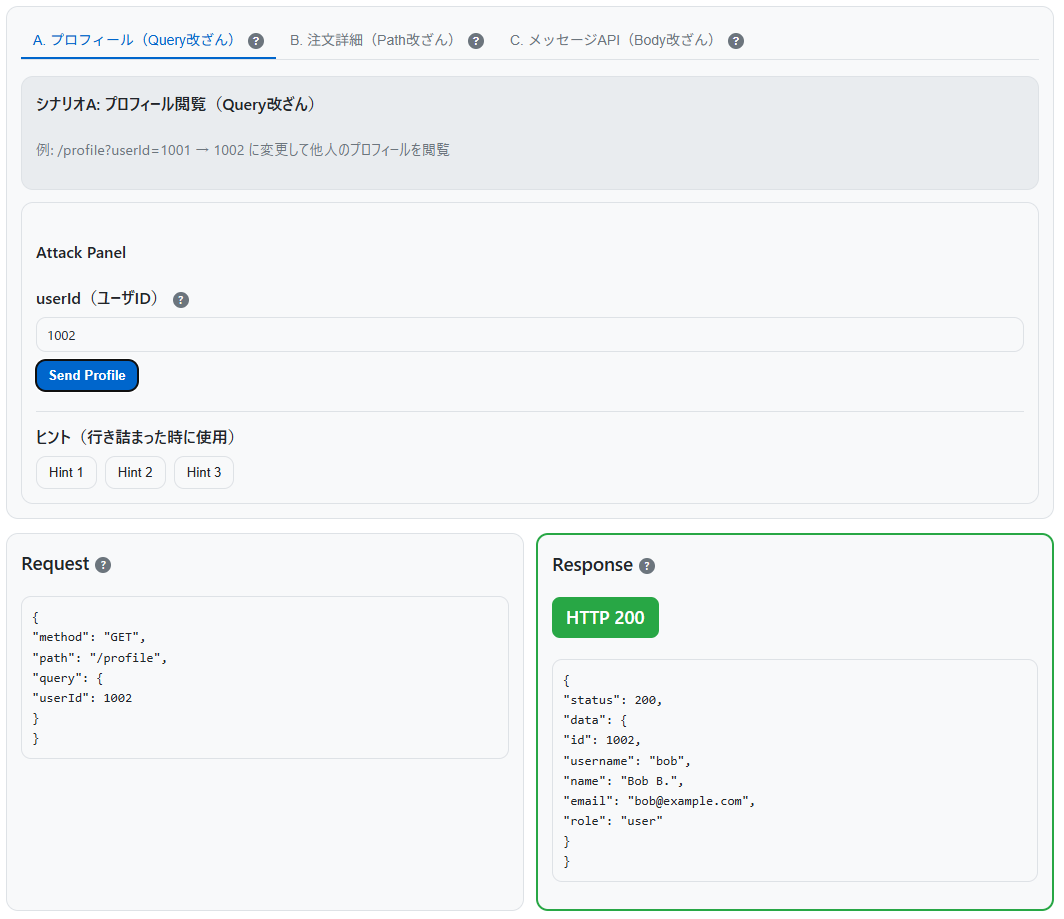 A. プロフィール（Query改ざん） ?
B. 注文詳細（Path改ざん） ?
C. メッセージAPI（Body改ざん） ?
シナリオA: プロフィール閲覧（Query改ざん）
例: /profile?userId=1001 → 1002 に変更して他人のプロフィールを閲覧
Attack Panel
userId（ユーザID） ?
1002
Send Profile
ヒント（行き詰まった時に使用）
Hint 1
Hint 2
Hint 3
Request ?
{
"method": "GET",
"path": "/profile",
"query": {
"userId": 1002
}
}
Response ?
HTTP 200
{
"status": 200,
"data": {
"id": 1002,
"username": "bob",
"name": "Bob B.",
"email": "bob@example.com",
"role": "user"
}
}